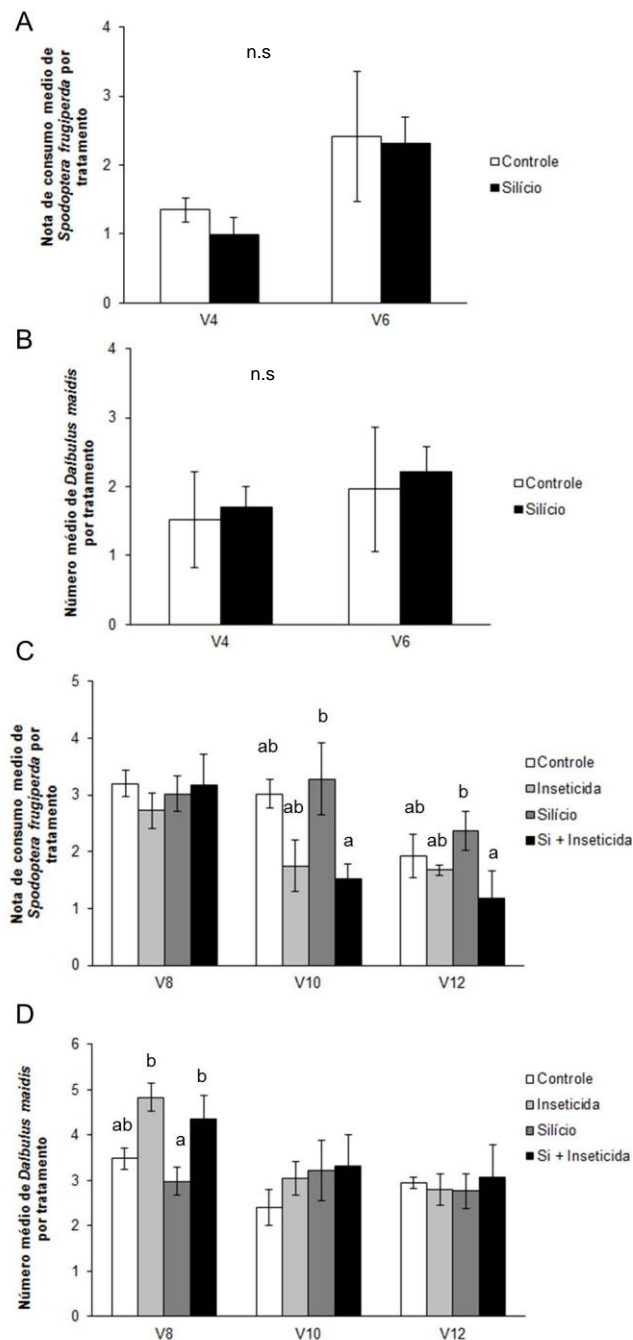 A
Nota de consumo medio de
Spodoptera frugiperda por
tratamento
4
3
2
1
0
n.s
V4
V6
Controle
Silício
B
Número médio de Dalbulus maidis
por tratamento
4
3
2
1
0
n.s
V4
V6
Controle
Silício
C
Nota de consumo medio de
Spodoptera frugiperda por
tratamento
5
4
3
2
1
0
ab
ab
b
a
ab
ab
b
a
V8
V10
V12
Controle
Inseticida
Silício
Si + Inseticida
D
Número médio de Dalbulus maidis
por tratamento
6
5
4
3
2
1
0
ab
b
a
b
V8
V10
V12
Controle
Inseticida
Silício
Si + Inseticida